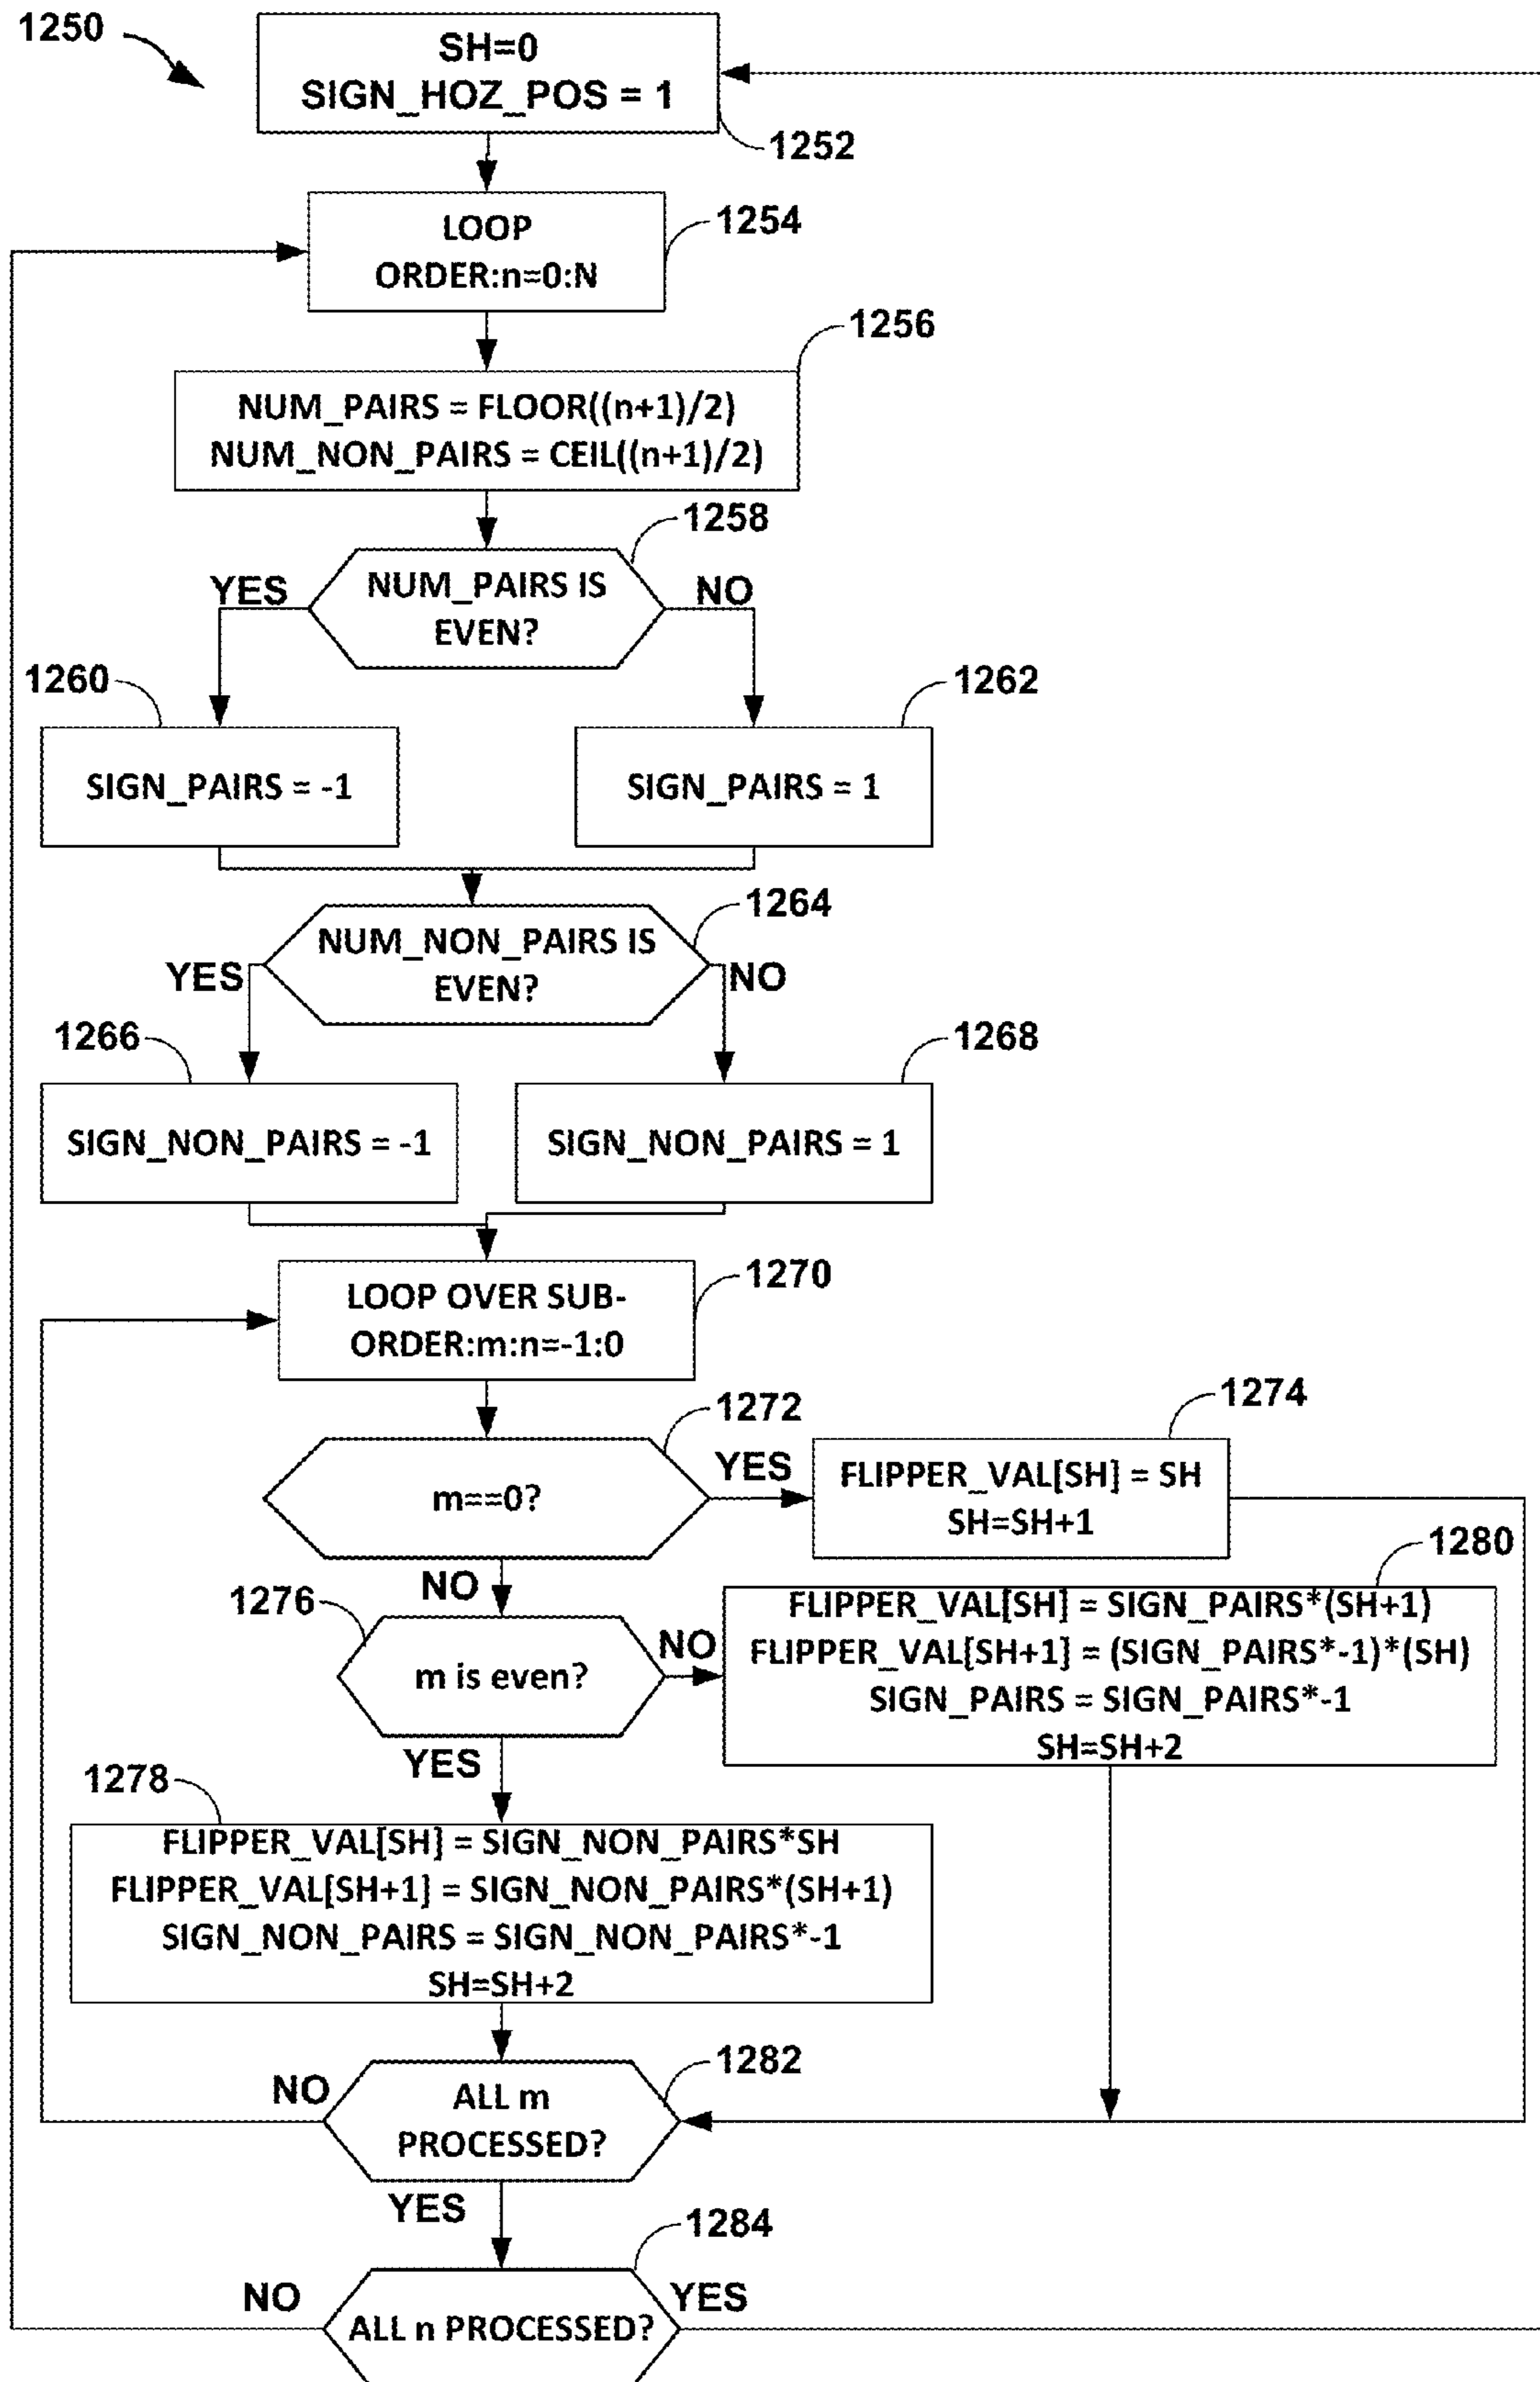 1250
SH=0
SIGN_HOZ_POS = 1
1252
LOOP
ORDER:n=0:N
1254
1256
NUM_PAIRS = FLOOR((n+1)/2)
NUM_NON_PAIRS = CEIL((n+1)/2)
1258
YES
NUM_PAIRS IS
EVEN?
NO
1260
1262
SIGN_PAIRS = -1
SIGN_PAIRS = 1
1264
NUM_NON_PAIRS IS
EVEN?
YES
NO
1266
1268
SIGN_NON_PAIRS = -1
SIGN_NON_PAIRS = 1
1270
LOOP OVER SUB-
ORDER:m:n=-1:0
1272
1274
m==0?
YES
FLIPPER_VAL[SH] = SH
SH=SH+1
NO
1276
1280
m is even?
NO
FLIPPER_VAL[SH] = SIGN_PAIRS*(SH+1)
FLIPPER_VAL[SH+1] = (SIGN_PAIRS*-1)*(SH)
SIGN_PAIRS = SIGN_PAIRS*-1
SH=SH+2
YES
1278
FLIPPER_VAL[SH] = SIGN_NON_PAIRS*SH
FLIPPER_VAL[SH+1] = SIGN_NON_PAIRS*(SH+1)
SIGN_NON_PAIRS = SIGN_NON_PAIRS*-1
SH=SH+2
1282
NO
ALL m
PROCESSED?
YES
1284
NO
ALL n PROCESSED?
YES